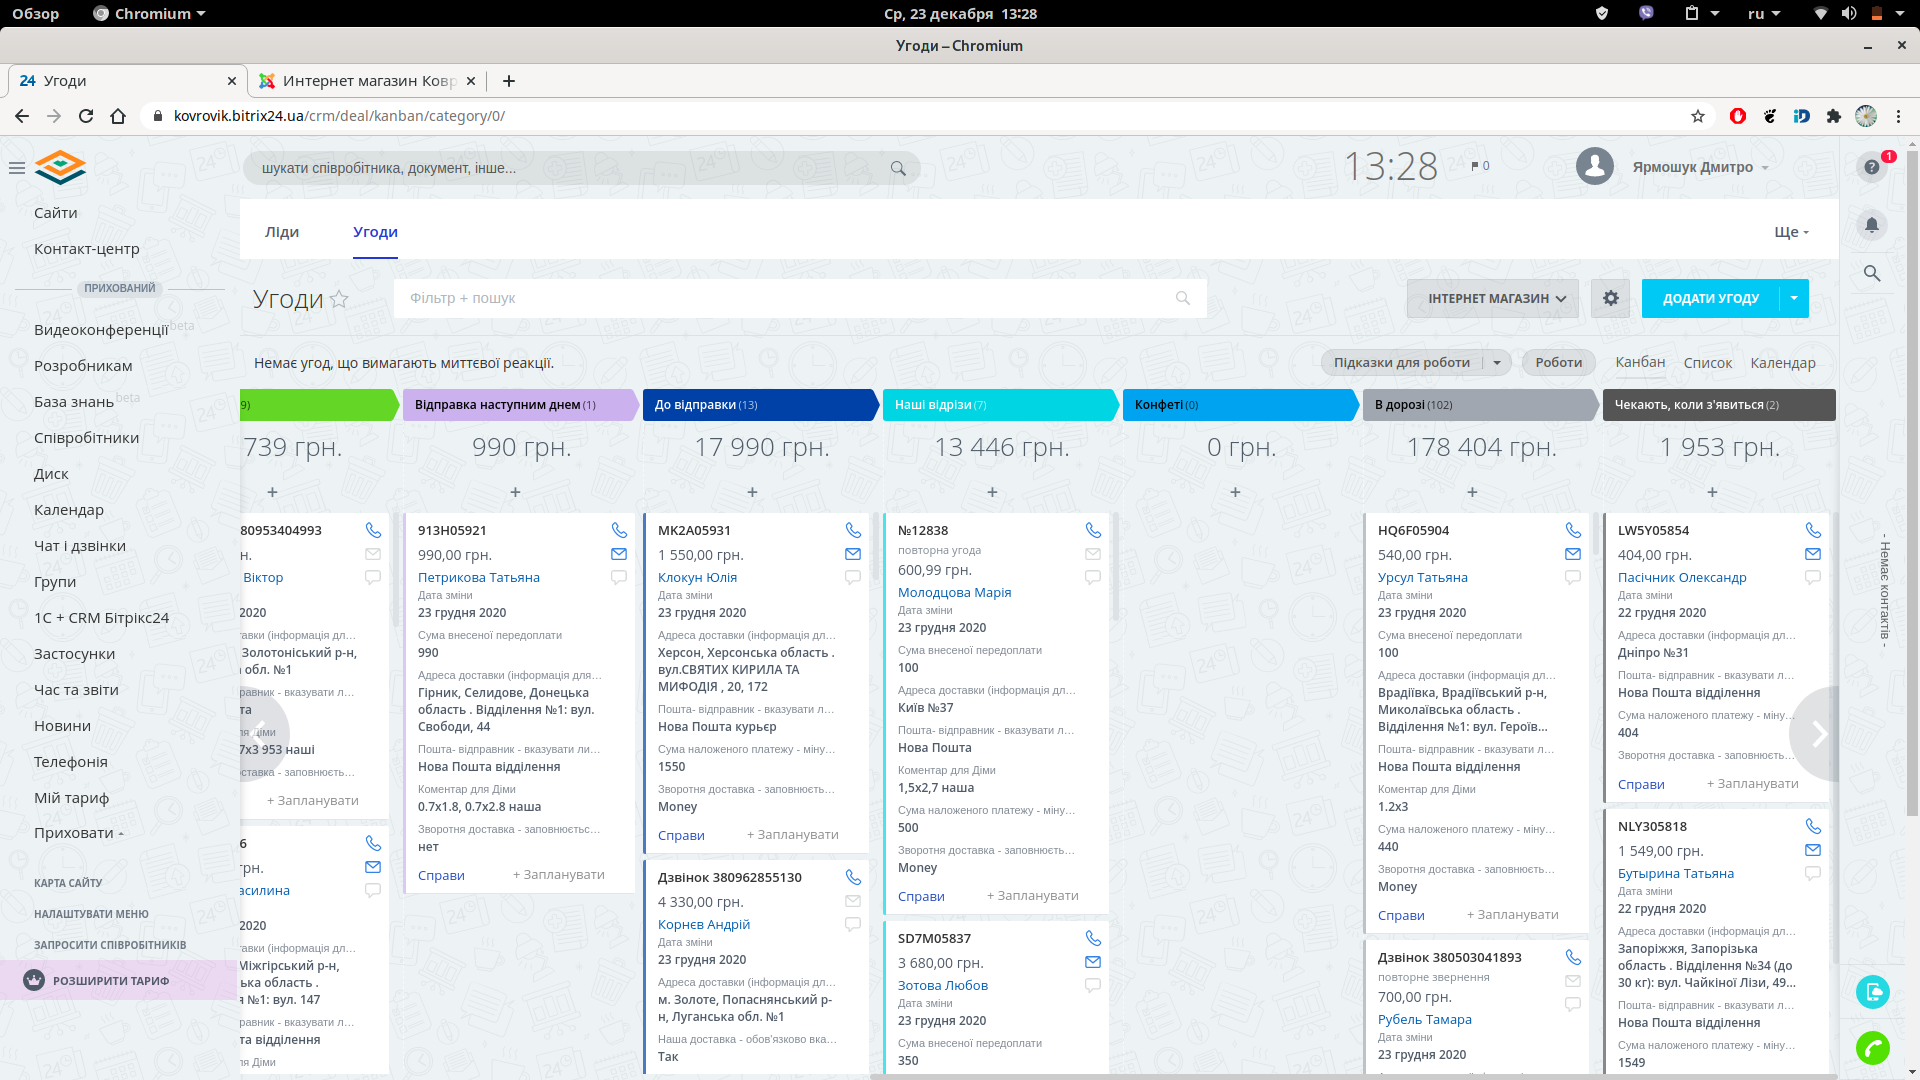 Обзор
Chromium
Ср, 23 декабря 13:28
ru
Угоди – Chromium
24 Угоди
Интернет магазин Ковр
kovrovik.bitrix24.ua/crm/deal/kanban/category/0/
шукати співробітника, документ, інше...
13:28
0
Ярмошук Дмитро
1
Сайти
Контакт-центр
ПРИХОВАНИЙ
Видеоконференції beta
Розробникам
База знань beta
Співробітники
Диск
Календар
Чат і дзвінки
Групи
1С + CRM Бітрікс24
Застосунки
Час та звіти
Новини
Телефонія
Мій тариф
Приховати
КАРТА САЙТУ
НАЛАШТУВАТИ МЕНЮ
ЗАПРОСИТИ СПІВРОБІТНИКІВ
РОЗШИРИТИ ТАРИФ
Ліди
Угоди
Ще
Угоди
Фільтр + пошук
ІНТЕРНЕТ МАГАЗИН
ДОДАТИ УГОДУ
Немає угод, що вимагають миттєвої реакції.
Підказки для роботи
Роботи
Канбан
Список
Календар
9)
739 грн.
+
80953404993
н.
Віктор
2020
тавки (інформація дл...
Золотоніський р-н,
обл. №1
равник - вказувати л...
та
ля Діми
7х3 953 наші
оставка - заповнюєть...
+ Запланувати
6
грн.
асилина
2020
тавки (інформація дл...
Міжгірський р-н,
ька область .
я №1: вул. 147
равник - вказувати л...
та відділення
ля Діми
Відправка наступним днем (1)
990 грн.
+
913H05921
990,00 грн.
Петрикова Татьяна
Дата зміни
23 грудня 2020
Сума внесеної передоплати
990
Адреса доставки (інформація для...
Гірник, Селидове, Донецька
область . Відділення №1: вул.
Свободи, 44
Пошта- відправник - вказувати ли...
Нова Пошта відділення
Коментар для Діми
0.7х1.8, 0.7х2.8 наша
Зворотня доставка - заповнюєтьс...
нет
Справи
+ Запланувати
До відправки (13)
17 990 грн.
+
MK2A05931
1 550,00 грн.
Клокун Юлія
Дата зміни
23 грудня 2020
Адреса доставки (інформація дл...
Херсон, Херсонська область .
вул.СВЯТИХ КИРИЛА ТА
МИФОДІЯ , 20, 172
Пошта- відправник - вказувати л...
Нова Пошта курьєр
Сума наложеного платежу - міну...
1550
Зворотня доставка - заповнюєть...
Money
Справи
+ Запланувати
Дзвінок 380962855130
4 330,00 грн.
Корнєв Андрій
Дата зміни
23 грудня 2020
Адреса доставки (інформація дл...
м. Золоте, Попаснянський р-
н, Луганська обл. №1
Наша доставка - обов'язково вка...
Так
Наші відрізи (7)
13 446 грн.
+
№12838
повторна угода
600,99 грн.
Молодцова Марія
Дата зміни
23 грудня 2020
Сума внесеної передоплати
100
Адреса доставки (інформація дл...
Київ №37
Пошта- відправник - вказувати л...
Нова Пошта
Коментар для Діми
1,5х2,7 наша
Сума наложеного платежу - міну...
500
Зворотня доставка - заповнюєть...
Money
Справи
+ Запланувати
SD7M05837
3 680,00 грн.
Зотова Любов
Дата зміни
23 грудня 2020
Сума внесеної передоплати
350
Конфеті (0)
0 грн.
+
В дорозі (102)
178 404 грн.
+
HQ6F05904
540,00 грн.
Урсул Татьяна
Дата зміни
23 грудня 2020
Сума внесеної передоплати
100
Адреса доставки (інформація дл...
Врадіївка, Врадіївський р-н,
Миколаївська область .
Відділення №1: вул. Героїв...
Пошта- відправник - вказувати л...
Нова Пошта відділення
Коментар для Діми
1.2х3
Сума наложеного платежу - міну...
440
Зворотня доставка - заповнюєть...
Money
Справи
+ Запланувати
Дзвінок 380503041893
повторне звернення
700,00 грн.
Рубель Тамара
Дата зміни
23 грудня 2020
Чекають, коли з'явиться (2)
1 953 грн.
+
LW5Y05854
404,00 грн.
Пасічник Олександр
Дата зміни
22 грудня 2020
Адреса доставки (інформація дл...
Дніпро №31
Пошта- відправник - вказувати л...
Нова Пошта відділення
Сума наложеного платежу - міну...
404
Зворотня доставка - заповнюєть...
Справи
+ Запланувати
NLY305818
1 549,00 грн.
Бутырина Татьяна
Дата зміни
22 грудня 2020
Адреса доставки (інформація дл...
Запоріжжя, Запорізька
область . Відділення №34 (до
30 кг): вул. Чайкіної Лізи, 49...
Пошта- відправник - вказувати л...
Нова Пошта відділення
Сума наложеного платежу - міну...
1549
- Немає контактів -